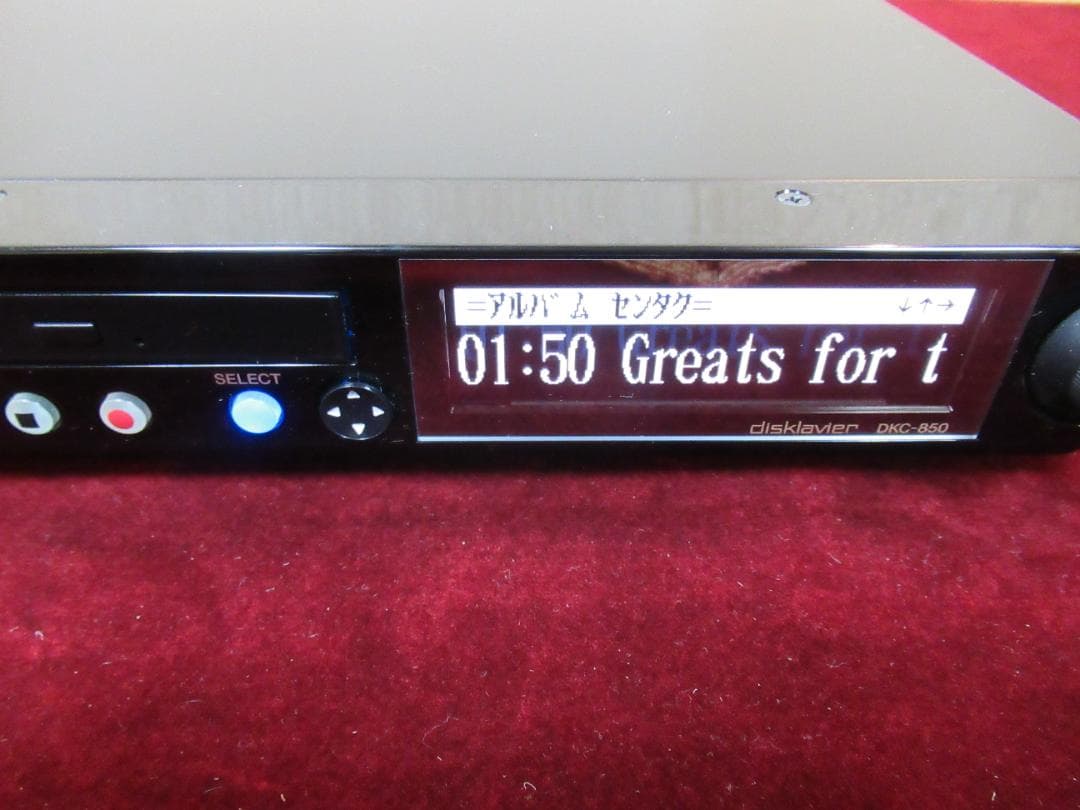 SELECT
=アルバム センタク= ↓↑→
01:50 Greats for t
disklavier DKC-850